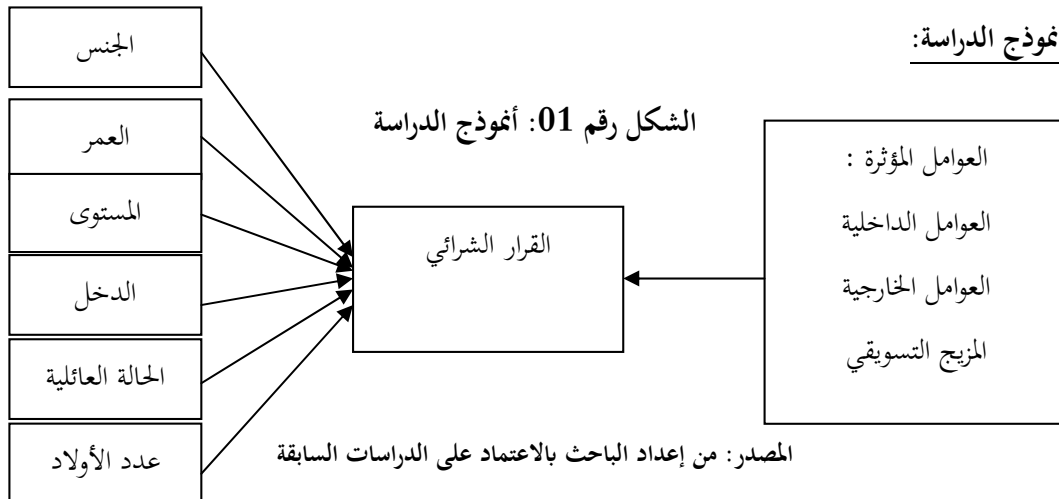 نموذج الدراسة:
الشكل رقم 01: أنموذج الدراسة
العوامل المؤثرة :
العوامل الداخلية
العوامل الخارجية
المزيج التسويقي
القرار الشرائي
الجنس
العمر
المستوى
الدخل
الحالة العائلية
عدد الأولاد
المصدر: من إعداد الباحث بالاعتماد على الدراسات السابقة